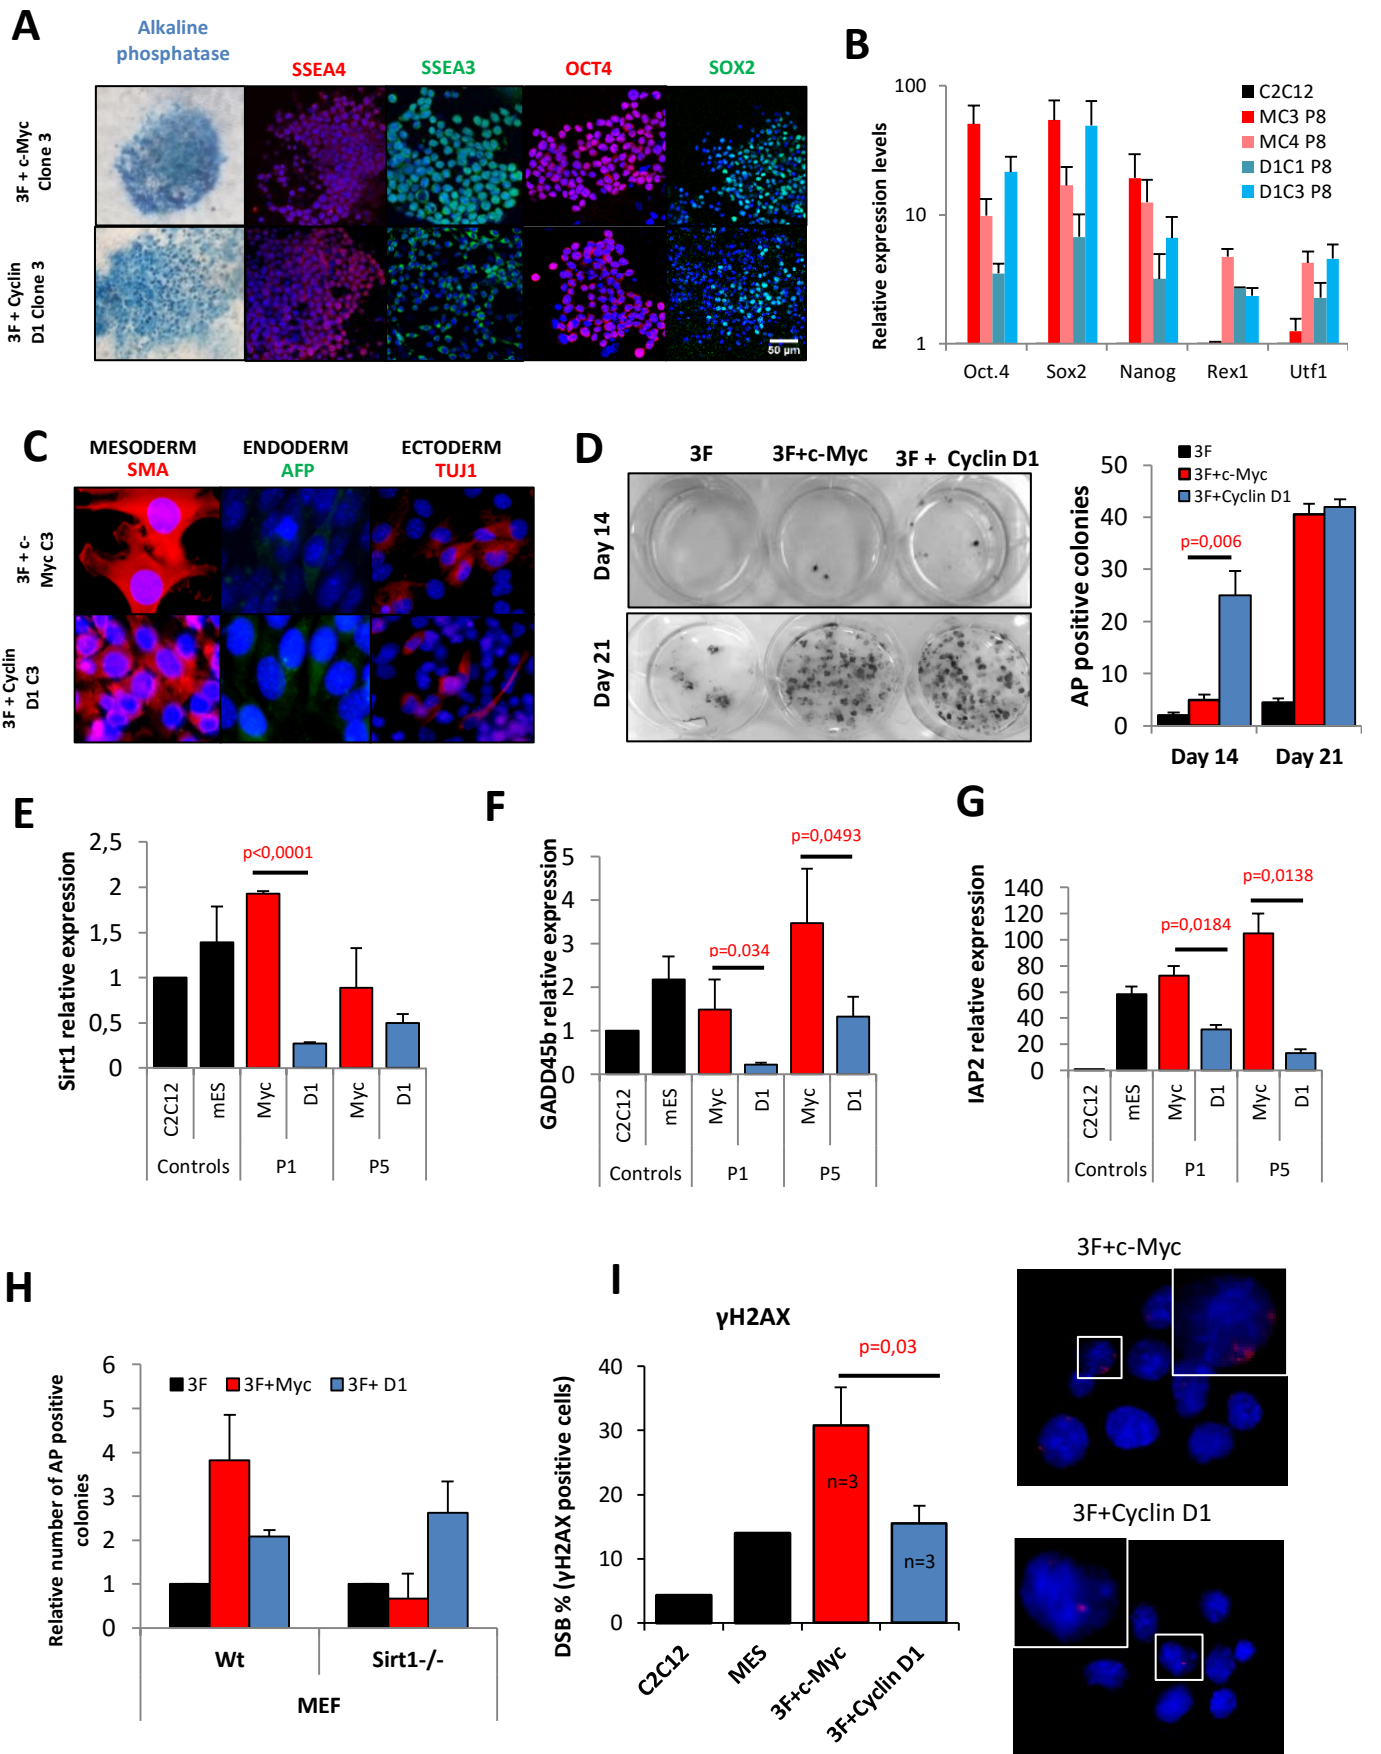 A
Alkaline
phosphatase
SSEA4
SSEA3
OCT4
SOX2
3F + c-Myc
Clone 3
3F + Cyclin
D1 Clone 3
50 µm
B
Relative expression levels
100
10
1
C2C12
MC3 P8
MC4 P8
D1C1 P8
D1C3 P8
Oct.4
Sox2
Nanog
Rex1
Utf1
C
MESODERM
SMA
ENDODERM
AFP
ECTODERM
TUJ1
3F + c-
Myc C3
3F + Cyclin
D1 C3
D
3F
3F+c-Myc
3F + Cyclin D1
Day 14
Day 21
AP positive colonies
50
40
30
20
10
0
3F
3F+c-Myc
3F+Cyclin D1
p=0,006
Day 14
Day 21
E
Sirt1 relative expression
2,5
2
1,5
1
0,5
0
p<0,0001
C2C12
mES
Myc
D1
Myc
D1
Controls
P1
P5
F
GADD45b relative expression
5
4
3
2
1
0
p=0,034
p=0,0493
C2C12
mES
Myc
D1
Myc
D1
Controls
P1
P5
G
IAP2 relative expression
140
120
100
80
60
40
20
0
p=0,0184
p=0,0138
C2C12
mES
Myc
D1
Myc
D1
Controls
P1
P5
H
Relative number of AP positive
colonies
6
5
4
3
2
1
0
3F
3F+Myc
3F+ D1
Wt
Sirt1-/-
MEF
I
γH2AX
DSB % (γH2AX positive cells)
40
30
20
10
0
p=0,03
n=3
n=3
C2C12
MES
3F+c-Myc
3F+Cyclin D1
3F+c-Myc
3F+Cyclin D1